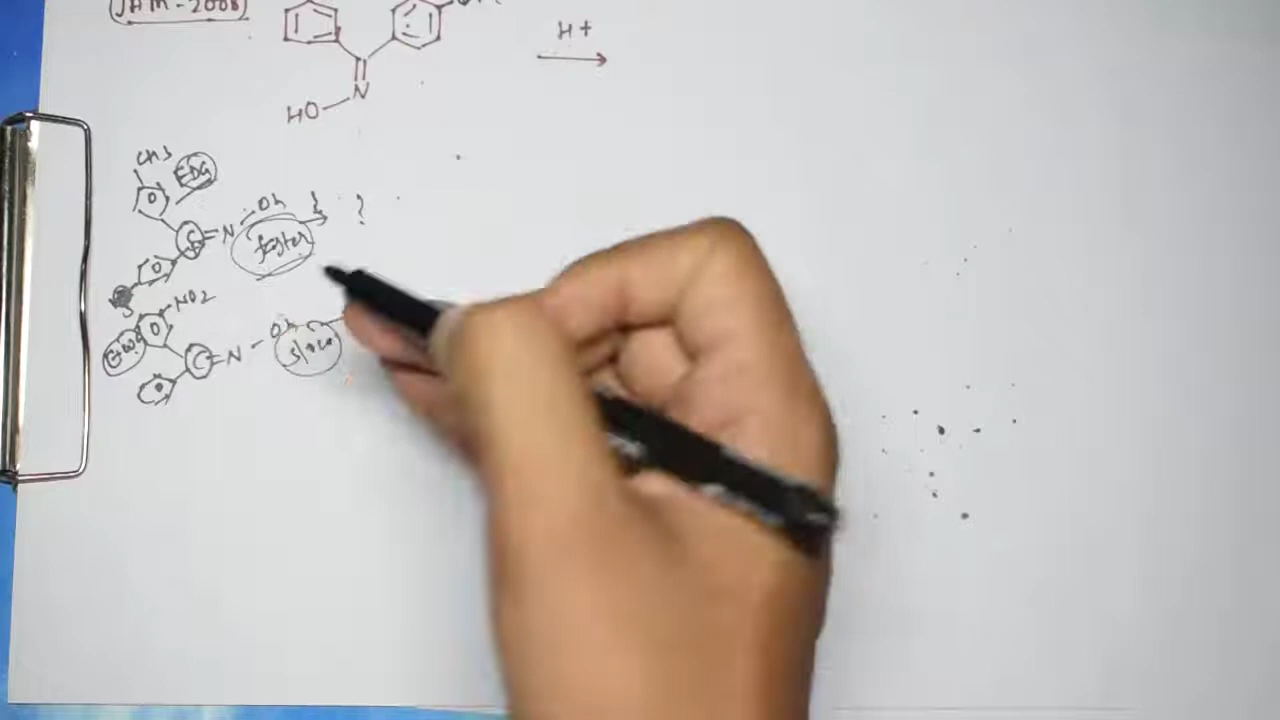 JAM-2008
H+
N
HO
CH3
EDG
OH
C=N
faster
?
NO2
EWG
OH
C=N
slow